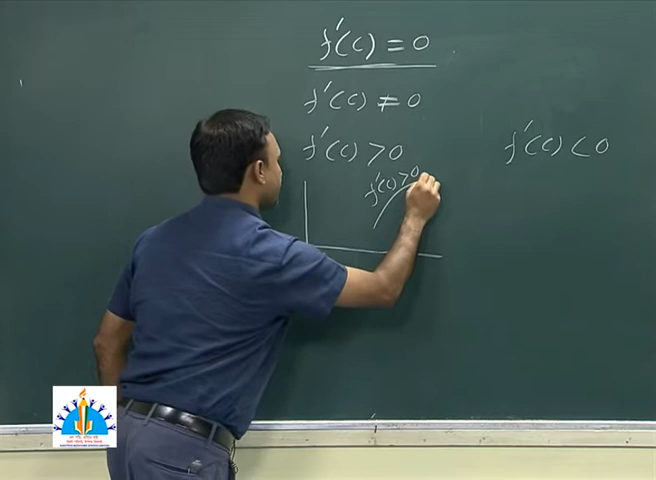 f'(c) = 0
f'(c) ≠ 0
f'(c) > 0
f'(c) < 0
f'(c) > 0